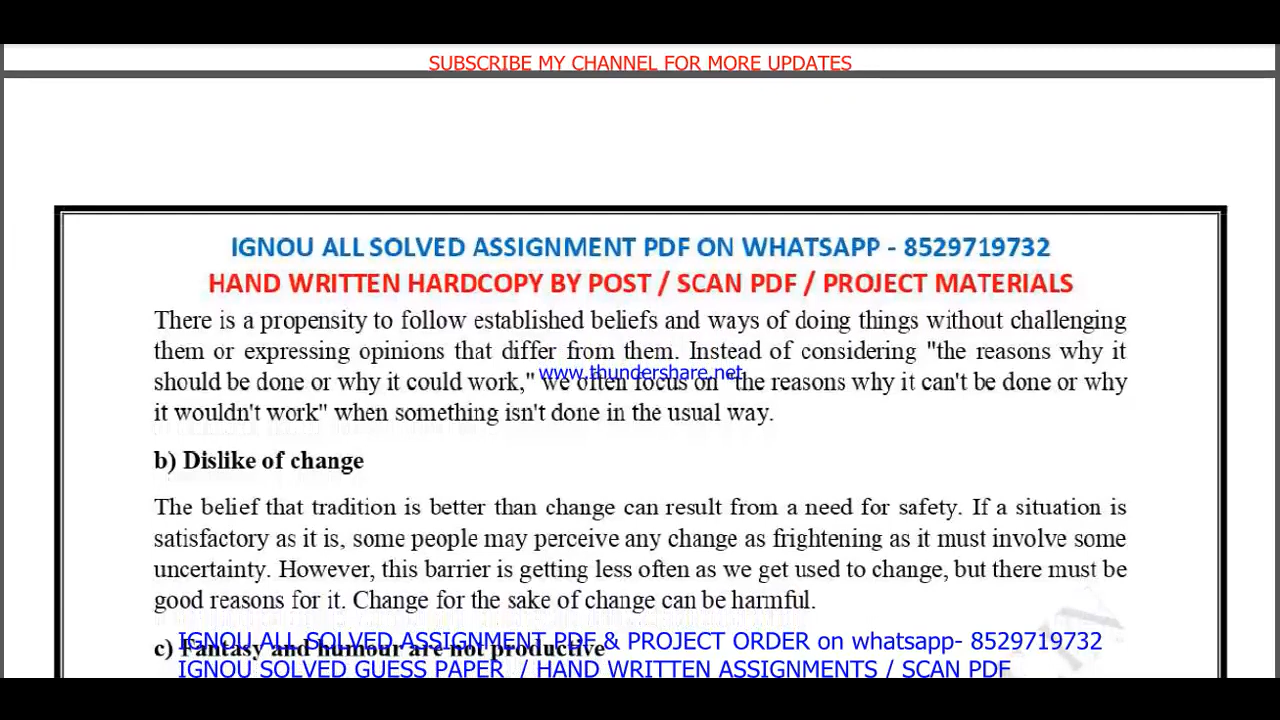 SUBSCRIBE MY CHANNEL FOR MORE UPDATES
IGNOU ALL SOLVED ASSIGNMENT PDF ON WHATSAPP - 8529719732
HAND WRITTEN HARDCOPY BY POST / SCAN PDF / PROJECT MATERIALS
There is a propensity to follow established beliefs and ways of doing things without challenging
them or expressing opinions that differ from them. Instead of considering "the reasons why it
www.thundershare.net
should be done or why it could work," we often focus on "the reasons why it can't be done or why
it wouldn't work" when something isn't done in the usual way.
b) Dislike of change
The belief that tradition is better than change can result from a need for safety. If a situation is
satisfactory as it is, some people may perceive any change as frightening as it must involve some
uncertainty. However, this barrier is getting less often as we get used to change, but there must be
good reasons for it. Change for the sake of change can be harmful.
IGNOU ALL SOLVED ASSIGNMENT PDF & PROJECT ORDER on whatsapp- 8529719732
c) Fantasy and humour are not productive
IGNOU SOLVED GUESS PAPER / HAND WRITTEN ASSIGNMENTS / SCAN PDF